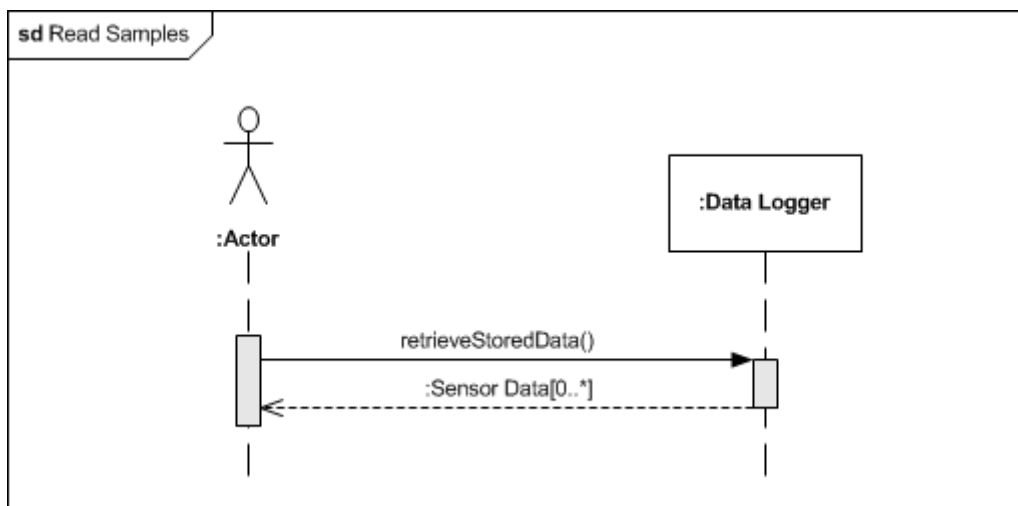 sd Read Samples
:Actor
:Data Logger
retrieveStoredData()
:Sensor Data[0..*]